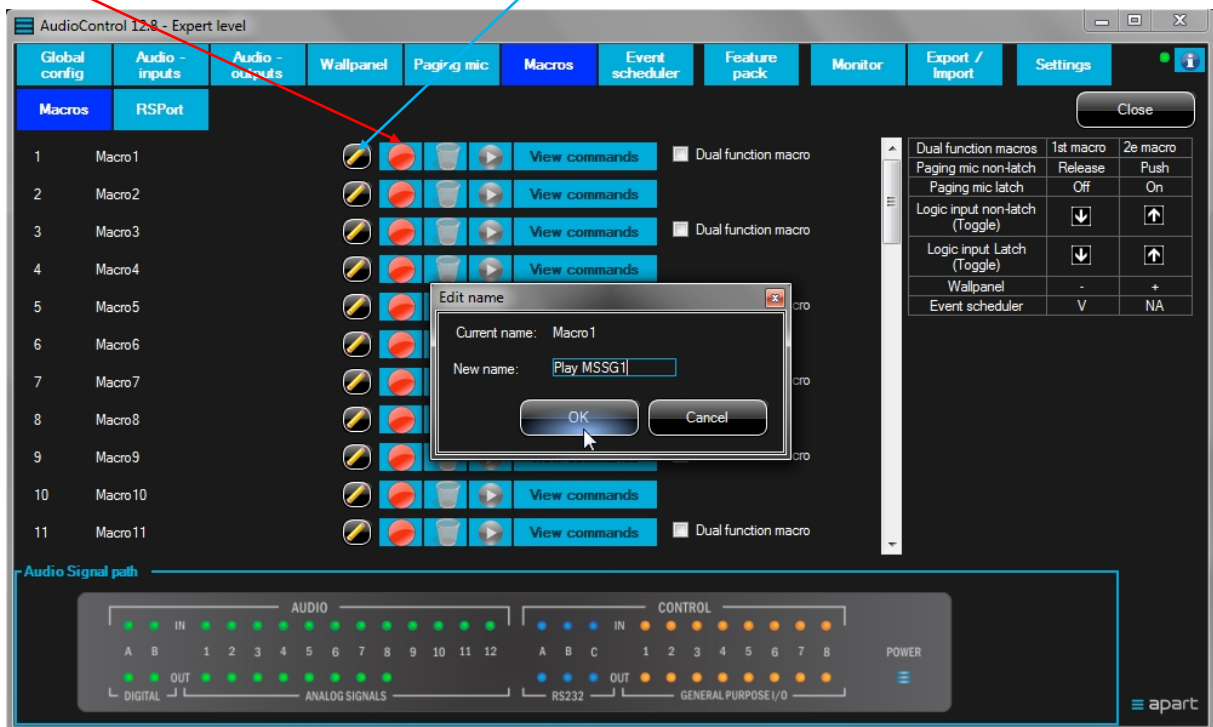 AudioControl 12.8 - Expert level
Global config
Audio - inputs
Audio - outputs
Wallpanel
Paging mic
Macros
Event scheduler
Feature pack
Monitor
Export / Import
Settings
Macros
RSPort
Close
1 Macro1 View commands Dual function macro
2 Macro2 View commands
3 Macro3 View commands Dual function macro
4 Macro4 View commands
5 Macro5 cro
6 Macro6
7 Macro7 cro
8 Macro8
9 Macro9 View commands cro
10 Macro10 View commands
11 Macro11 View commands Dual function macro
Edit name
Current name: Macro1
New name: Play MSSG1
OK Cancel
Dual function macros 1st macro 2e macro
Paging mic non-latch Release Push
Paging mic latch Off On
Logic input non-latch
(Toggle)
Logic input Latch
(Toggle)
Wallpanel - +
Event scheduler V NA
Audio Signal path
AUDIO CONTROL
IN IN
A B 1 2 3 4 5 6 7 8 9 10 11 12 A B C 1 2 3 4 5 6 7 8 POWER
OUT OUT
DIGITAL ANALOG SIGNALS RS232 GENERAL PURPOSE I/O
apart